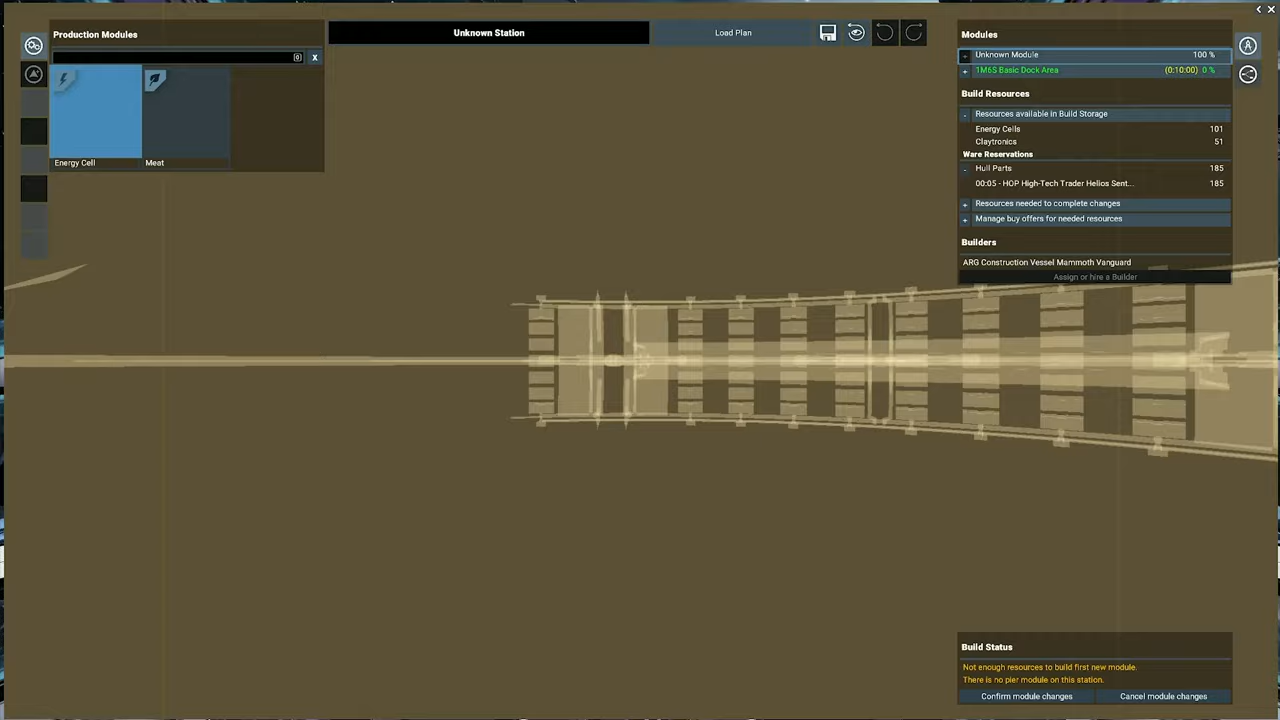 Production Modules
Unknown Station
Load Plan
x
Energy Cell
Meat
Modules
Unknown Module 100 %
1M6S Basic Dock Area (0:10:00) 0 %
Build Resources
Resources available in Build Storage
Energy Cells 101
Claytronics 51
Ware Reservations
Hull Parts 185
00:05 - HOP High-Tech Trader Helios Sent... 185
Resources needed to complete changes
Manage buy offers for needed resources
Builders
ARG Construction Vessel Mammoth Vanguard
Assign or hire a Builder
Build Status
Not enough resources to build first new module.
There is no pier module on this station.
Confirm module changes
Cancel module changes